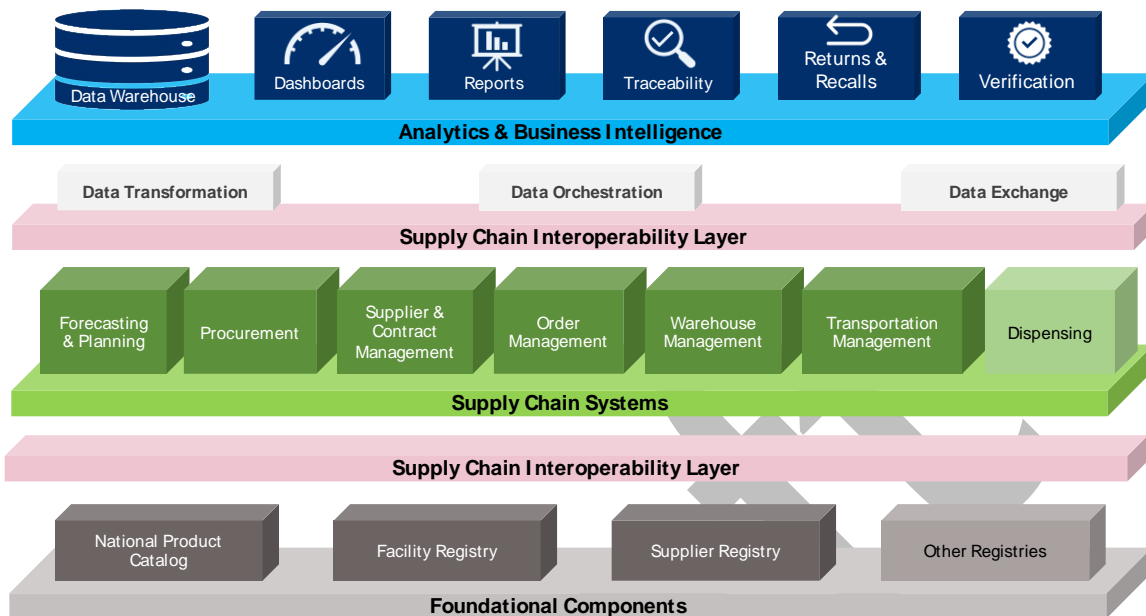 Data Warehouse
Dashboards
Reports
Traceability
Returns &
Recalls
Verification
Analytics & Business Intelligence
Data Transformation
Data Orchestration
Data Exchange
Supply Chain Interoperability Layer
Forecasting
& Planning
Procurement
Supplier &
Contract
Management
Order
Management
Warehouse
Management
Transportation
Management
Dispensing
Supply Chain Systems
Supply Chain Interoperability Layer
National Product
Catalog
Facility Registry
Supplier Registry
Other Registries
Foundational Components